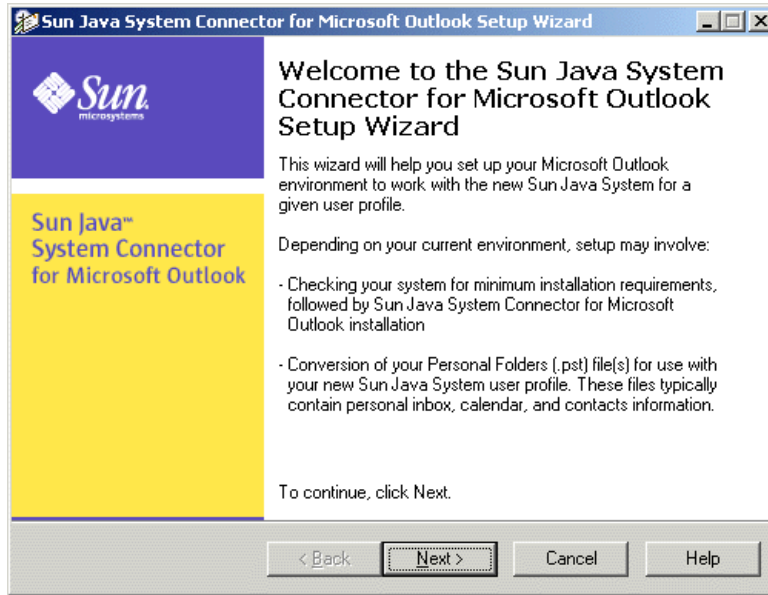 Sun Java System Connector for Microsoft Outlook Setup Wizard
Sun
microsystems
Sun Java™
System Connector
for Microsoft Outlook
Welcome to the Sun Java System
Connector for Microsoft Outlook
Setup Wizard
This wizard will help you set up your Microsoft Outlook
environment to work with the new Sun Java System for a
given user profile.
Depending on your current environment, setup may involve:
- Checking your system for minimum installation requirements,
followed by Sun Java System Connector for Microsoft
Outlook installation
- Conversion of your Personal Folders (.pst) file(s) for use with
your new Sun Java System user profile. These files typically
contain personal inbox, calendar, and contacts information.
To continue, click Next.
< Back
Next >
Cancel
Help